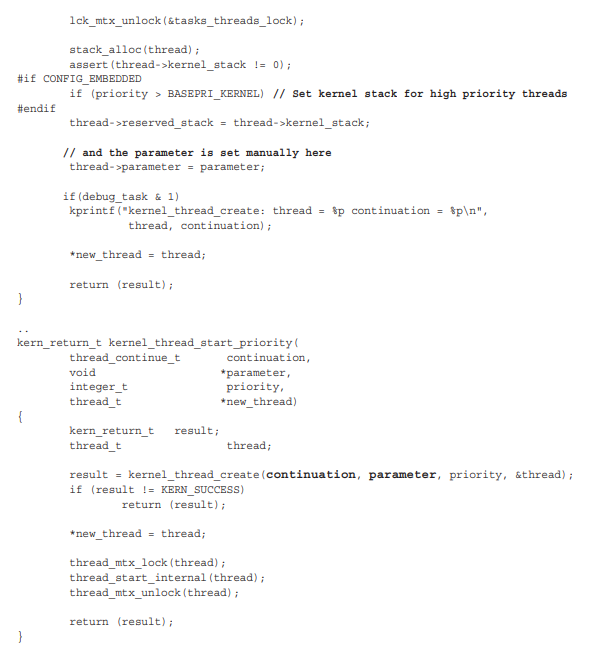 lck_mtx_unlock(&tasks_threads_lock);
stack_alloc(thread);
assert(thread->kernel_stack != 0);
#if CONFIG_EMBEDDED
if (priority > BASEPRI_KERNEL) // Set kernel stack for high priority threads
#endif
thread->reserved_stack = thread->kernel_stack;
// and the parameter is set manually here
thread->parameter = parameter;
if(debug_task & 1)
kprintf("kernel_thread_create: thread = %p continuation = %p\n",
thread, continuation);
*new_thread = thread;
return (result);
}
..
kern_return_t kernel_thread_start_priority(
thread_continue_t continuation,
void *parameter,
integer_t priority,
thread_t *new_thread)
{
kern_return_t result;
thread_t thread;
result = kernel_thread_create(continuation, parameter, priority, &thread);
if (result != KERN_SUCCESS)
return (result);
*new_thread = thread;
thread_mtx_lock(thread);
thread_start_internal(thread);
thread_mtx_unlock(thread);
return (result);
}